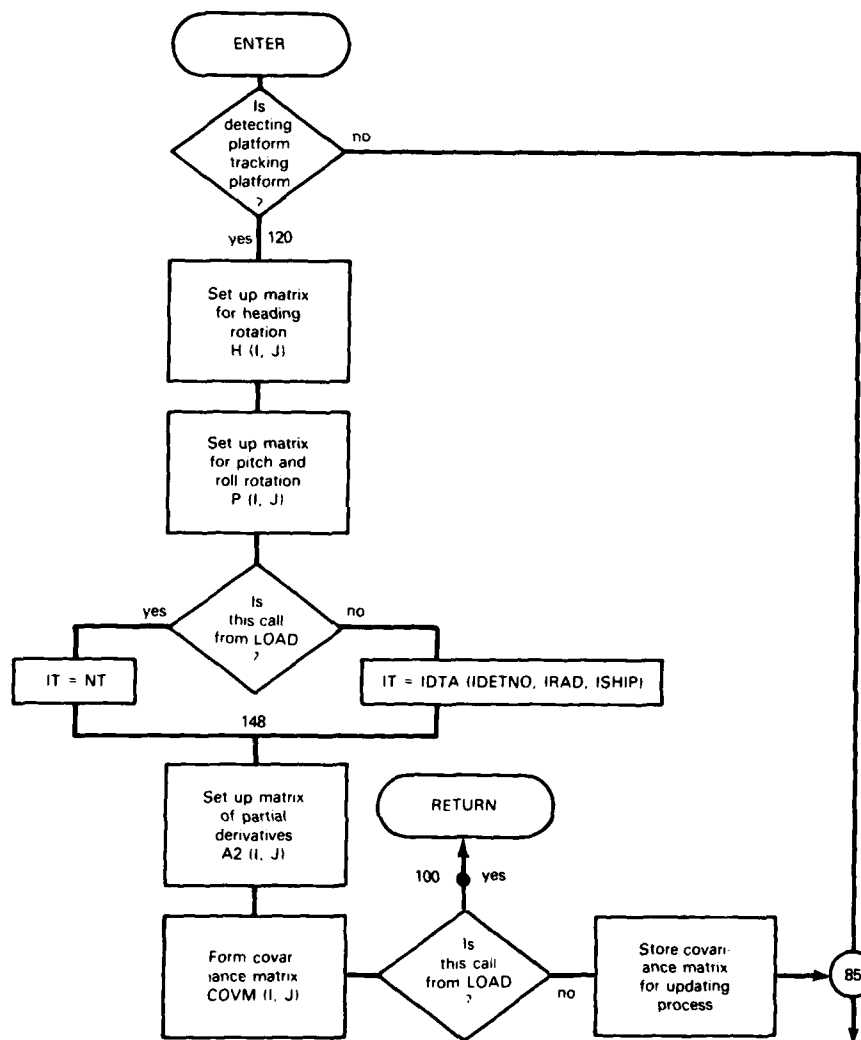 ENTER
Is
detecting
platform
tracking
platform
?
no
yes 120
Set up matrix
for heading
rotation
H (I, J)
Set up matrix
for pitch and
roll rotation
P (I, J)
yes
Is
this call
from LOAD
?
no
IT = NT
IT = IDTA (IDETNO, IRAD, ISHIP)
148
Set up matrix
of partial
derivatives
A2 (I, J)
RETURN
100 yes
Form covar-
iance matrix
COVM (I, J)
Is
this call
from LOAD
?
no
Store covari-
ance matrix
for updating
process
85